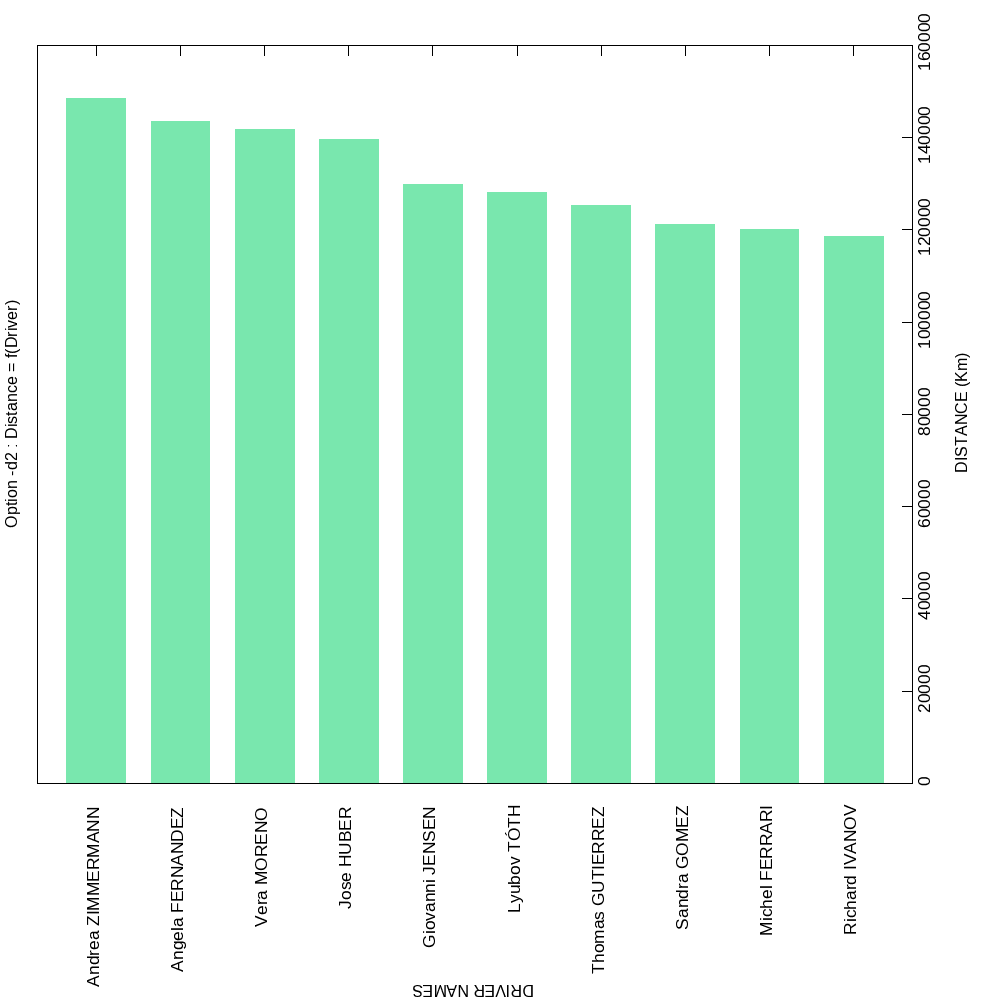 Option -d2 : Distance = f(Driver)
160000
140000
120000
100000
80000
60000
40000
20000
0
DISTANCE (Km)
Andrea ZIMMERMANN
Angela FERNANDEZ
Vera MORENO
Jose HUBER
Giovanni JENSEN
Lyubov TÓTH
Thomas GUTIERREZ
Sandra GOMEZ
Michel FERRARI
Richard IVANOV
DRIVER NAMES